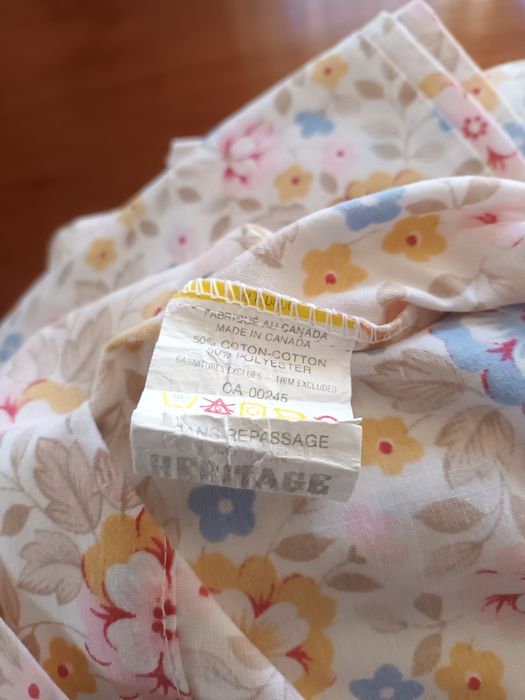 FABRIQUÉ AU CANADA
MADE IN CANADA
50% COTON-COTTON
50% POLYESTER
GARNITURES EXCLUES - TRIM EXCLUDED
CA 00245
SANS REPASSAGE
HERITAGE